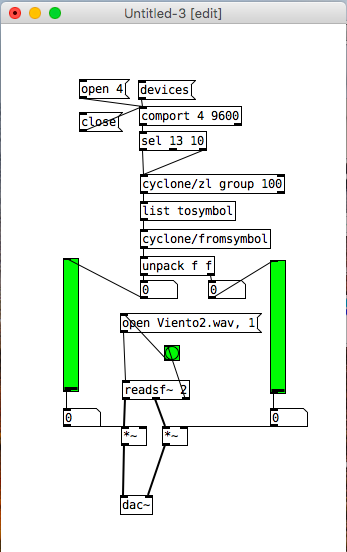 Untitled-3 [edit]
open 4
devices
close
comport 4 9600
sel 13 10
cyclone/zl group 100
list tosymbol
cyclone/fromsymbol
unpack f f
0
0
open Viento2.wav, 1
readsf~ 2
0
0
*~
*~
dac~